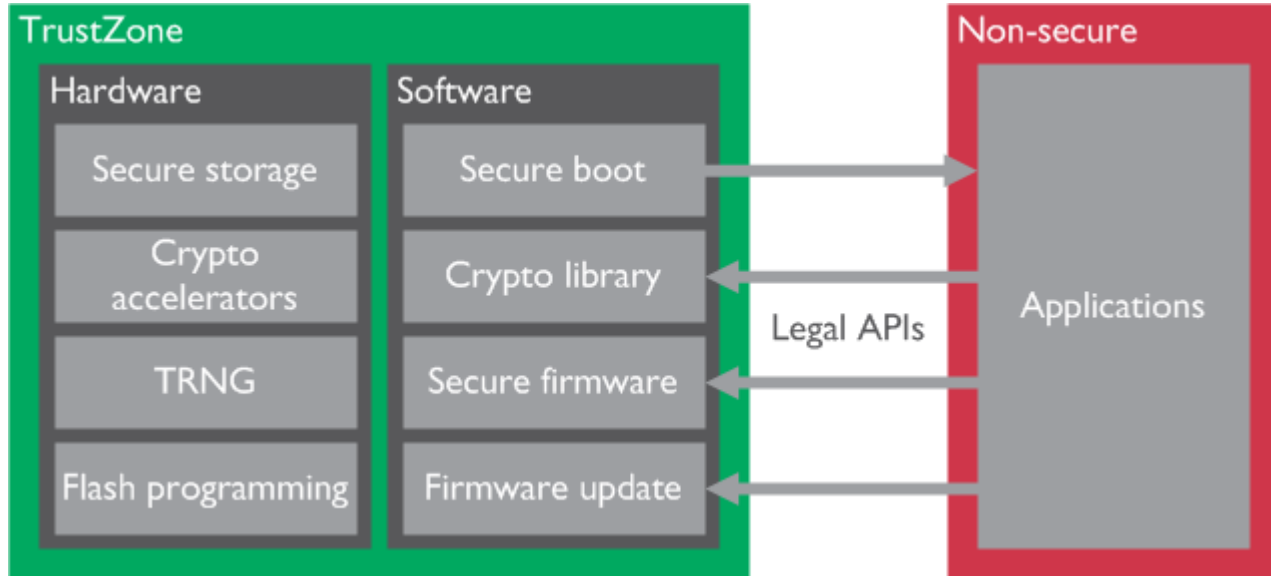 TrustZone
Hardware
Secure storage
Crypto
accelerators
TRNG
Flash programming
Software
Secure boot
Crypto library
Secure firmware
Firmware update
Legal APIs
Non-secure
Applications